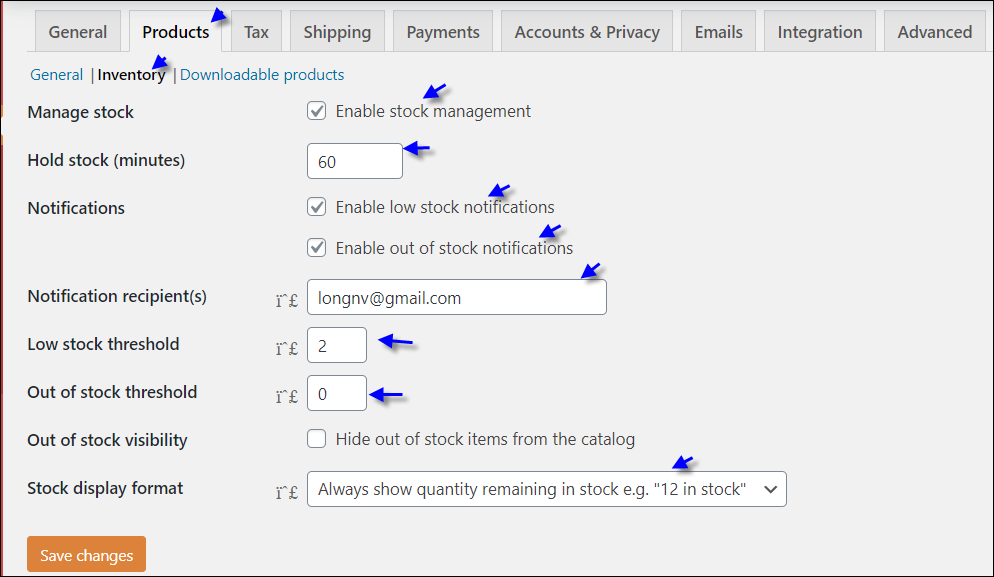 General Products Tax Shipping Payments Accounts & Privacy Emails Integration Advanced
General | Inventory | Downloadable products
Manage stock Enable stock management
Hold stock (minutes) 60
Notifications Enable low stock notifications
Enable out of stock notifications
Notification recipient(s) ïˆ£ longnv@gmail.com
Low stock threshold ïˆ£ 2
Out of stock threshold ïˆ£ 0
Out of stock visibility Hide out of stock items from the catalog
Stock display format ïˆ£ Always show quantity remaining in stock e.g. "12 in stock"
Save changes